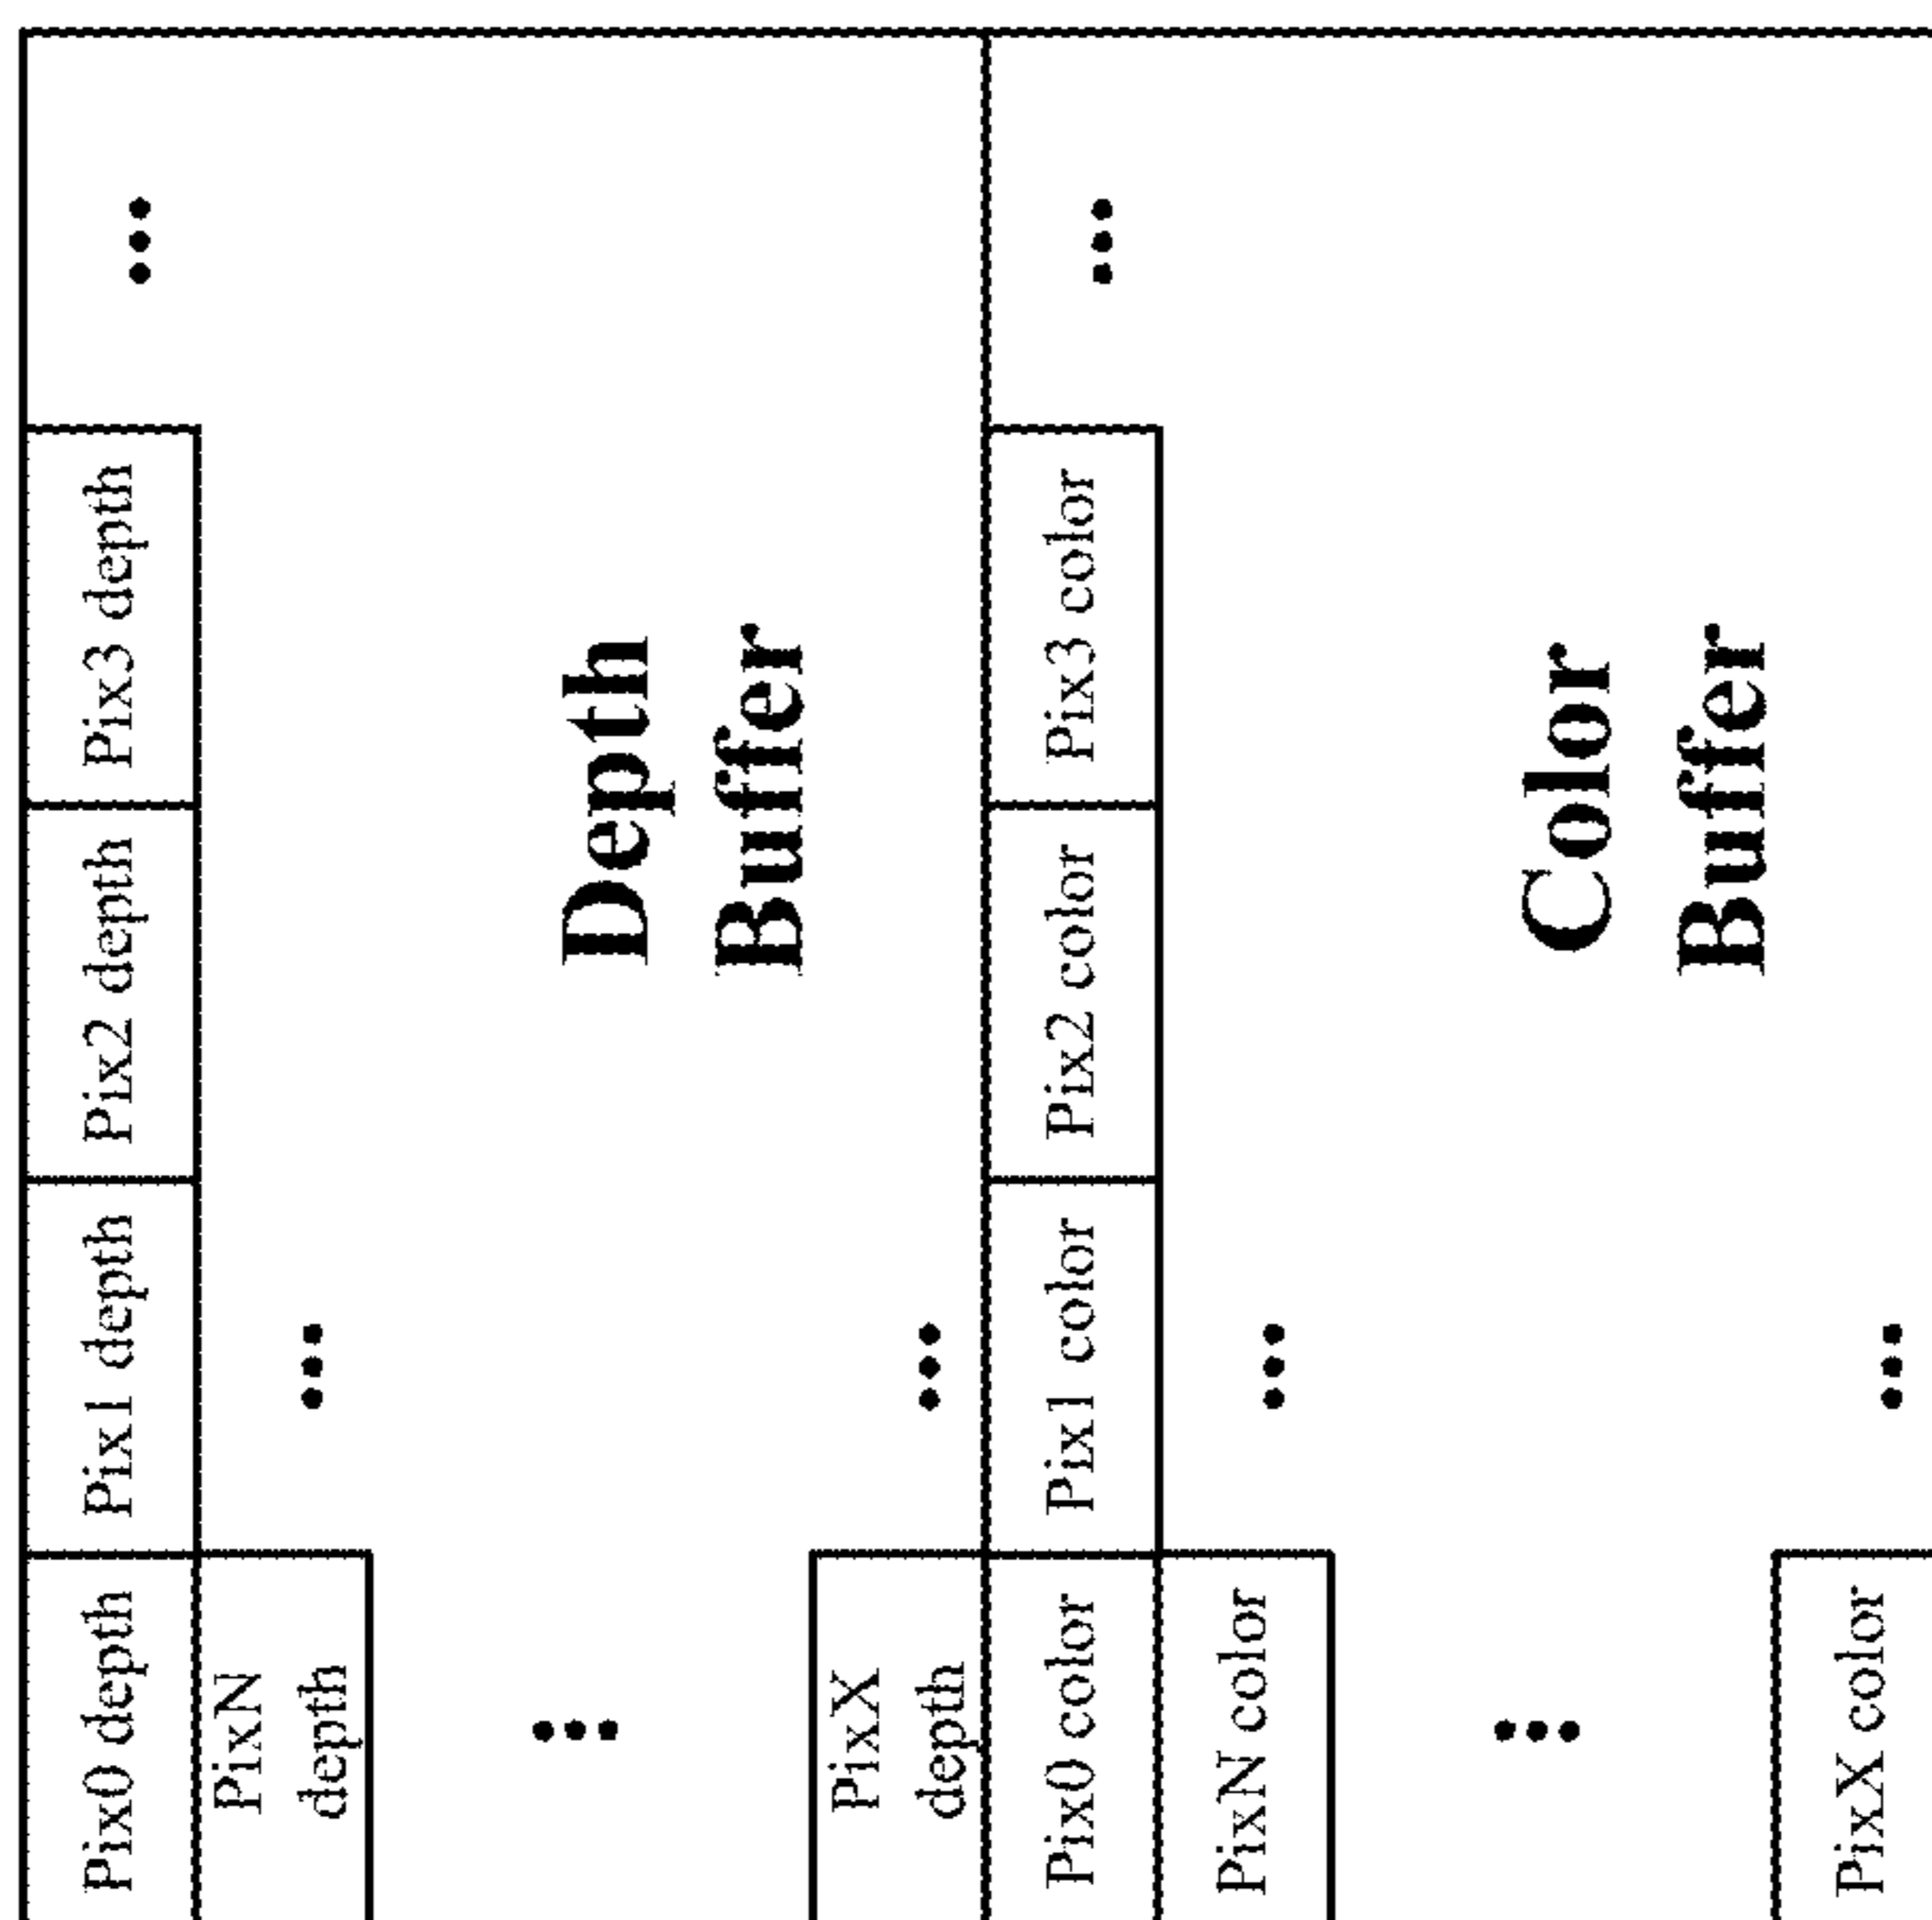 Pix0 depth
Pix1 depth
Pix2 depth
Pix3 depth
PixN
depth
Depth
Buffer
PixX
depth
Pix0 color
Pix1 color
Pix2 color
Pix3 color
PixN color
Color
Buffer
PixX color